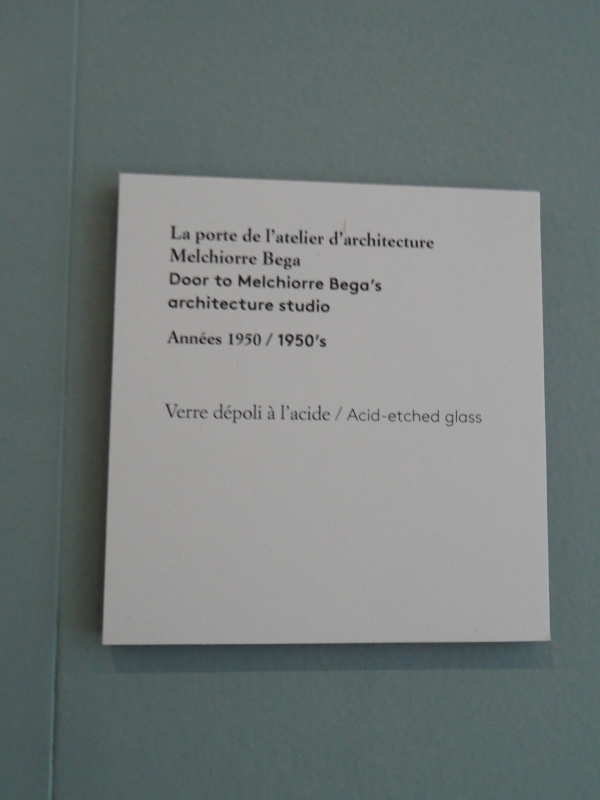 La porte de l'atelier d'architecture
Melchiorre Bega
Door to Melchiorre Bega's
architecture studio
Années 1950 / 1950's
Verre dépoli à l'acide / Acid-etched glass